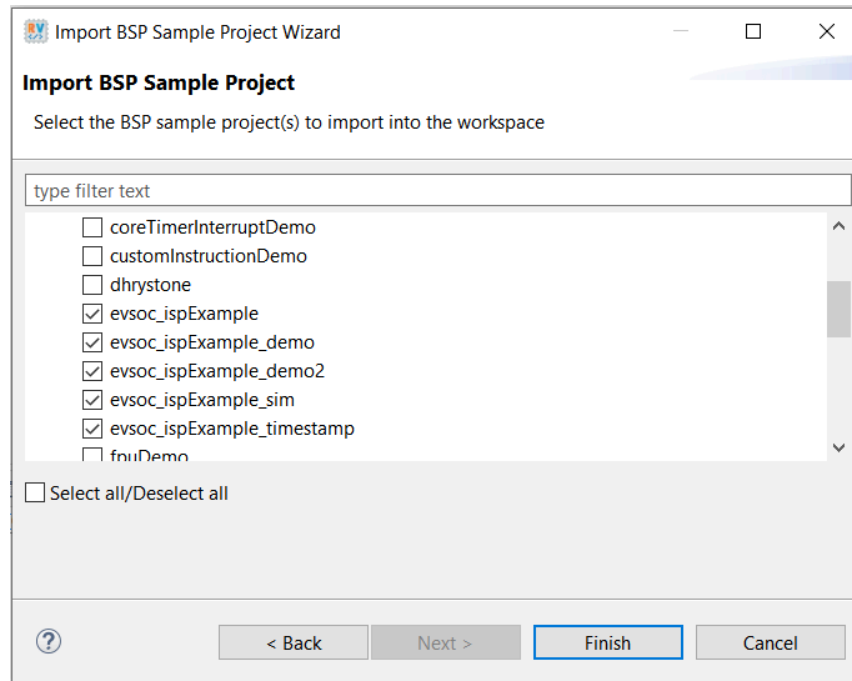 Import BSP Sample Project Wizard
Import BSP Sample Project
Select the BSP sample project(s) to import into the workspace
type filter text
coreTimerInterruptDemo
customInstructionDemo
dhrystone
evsoc_ispExample
evsoc_ispExample_demo
evsoc_ispExample_demo2
evsoc_ispExample_sim
evsoc_ispExample_timestamp
fpuDemo
Select all/Deselect all
< Back Next > Finish Cancel